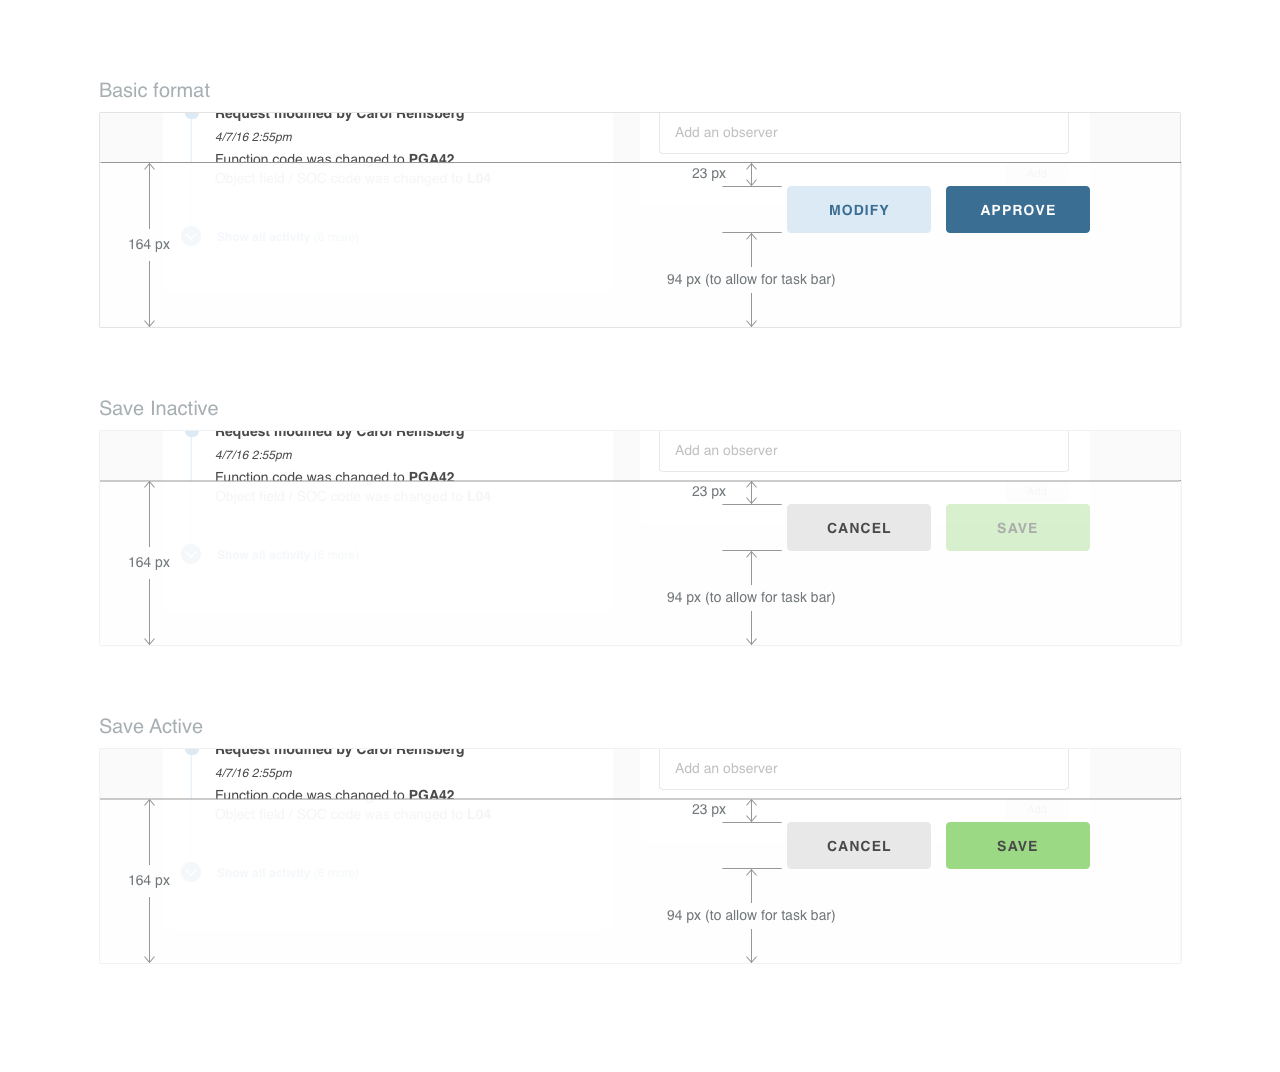 Basic format
Request modified by Carol Remsberg
Add an observer
4/7/16 2:55pm
Function code was changed to PGA42
Object field / SOC code was changed to L04
23 px
Add
MODIFY
APPROVE
Show all activity (6 more)
164 px
94 px (to allow for task bar)
Save Inactive
Request modified by Carol Remsberg
Add an observer
4/7/16 2:55pm
Function code was changed to PGA42
Object field / SOC code was changed to L04
23 px
Add
CANCEL
SAVE
Show all activity (6 more)
164 px
94 px (to allow for task bar)
Save Active
Request modified by Carol Remsberg
Add an observer
4/7/16 2:55pm
Function code was changed to PGA42
Object field / SOC code was changed to L04
23 px
Add
CANCEL
SAVE
Show all activity (6 more)
164 px
94 px (to allow for task bar)